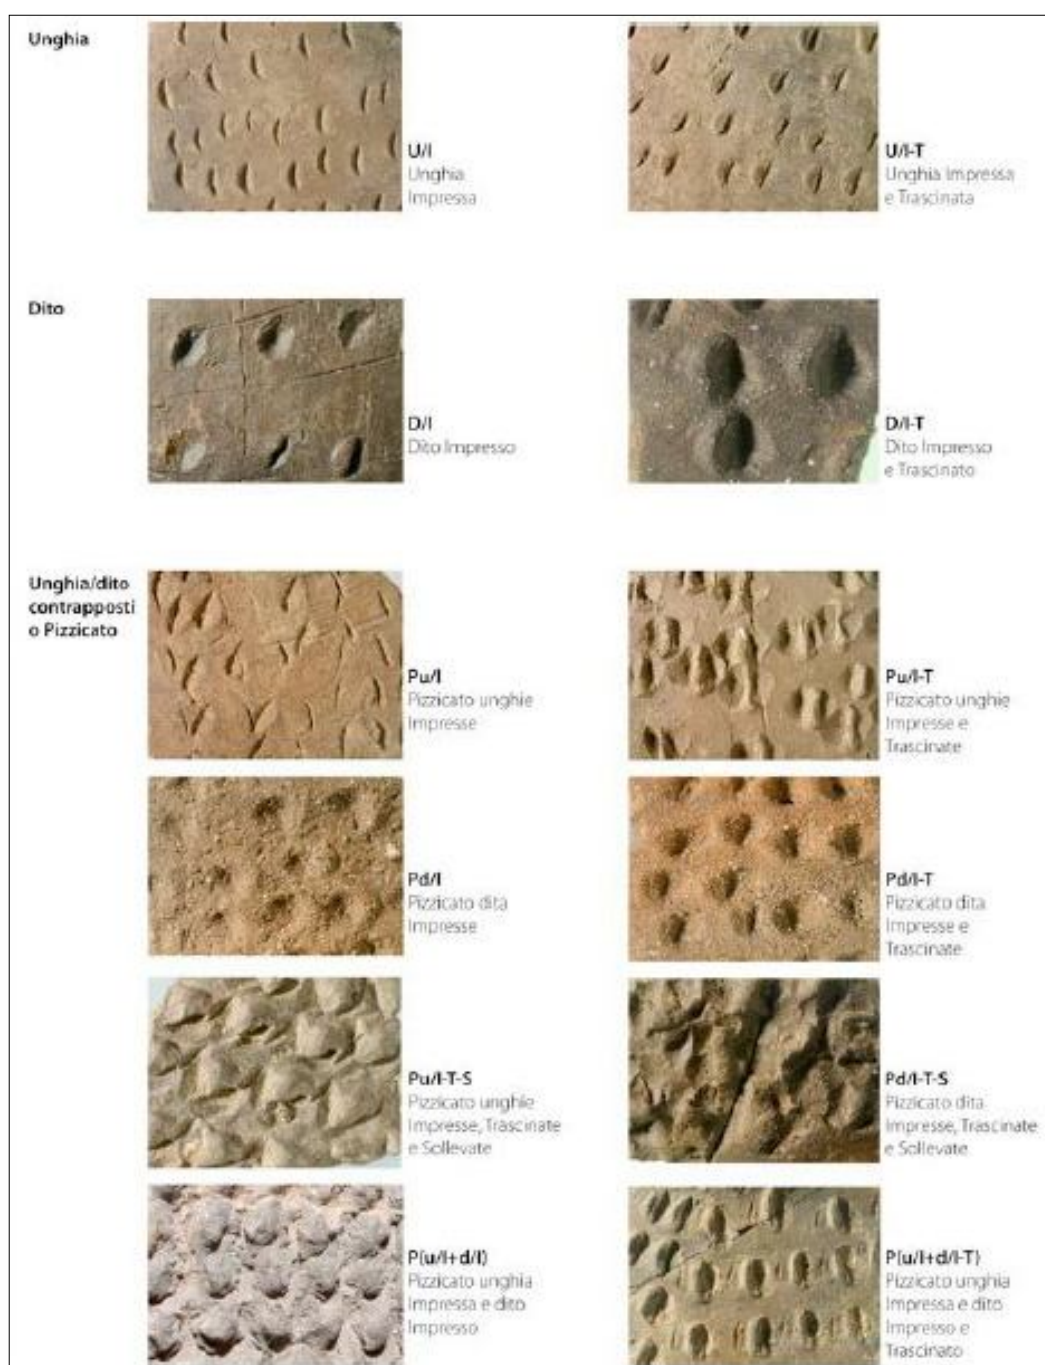 Unghia
U/I
Unghia
Impressa
U/I-T
Unghia Impressa
e Trascinata
Dito
D/I
Dito Impresso
D/I-T
Dito Impresso
e Trascinato
Unghia/dito
contrapposti
o Pizzicato
Pu/I
Pizzicato unghie
Impresse
Pu/I-T
Pizzicato unghie
Impresse e
Trascinate
Pd/I
Pizzicato dita
Impresse
Pd/I-T
Pizzicato dita
Impresse e
Trascinate
Pu/I-T-S
Pizzicato unghie
Impresse, Trascinate
e Sollevate
Pd/I-T-S
Pizzicato dita
Impresse, Trascinate
e Sollevate
P(u/I+d/I)
Pizzicato unghia
Impressa e dito
Impresso
P(u/I+d/I-T)
Pizzicato unghia
Impressa e dito
Impresso e
Trascinato